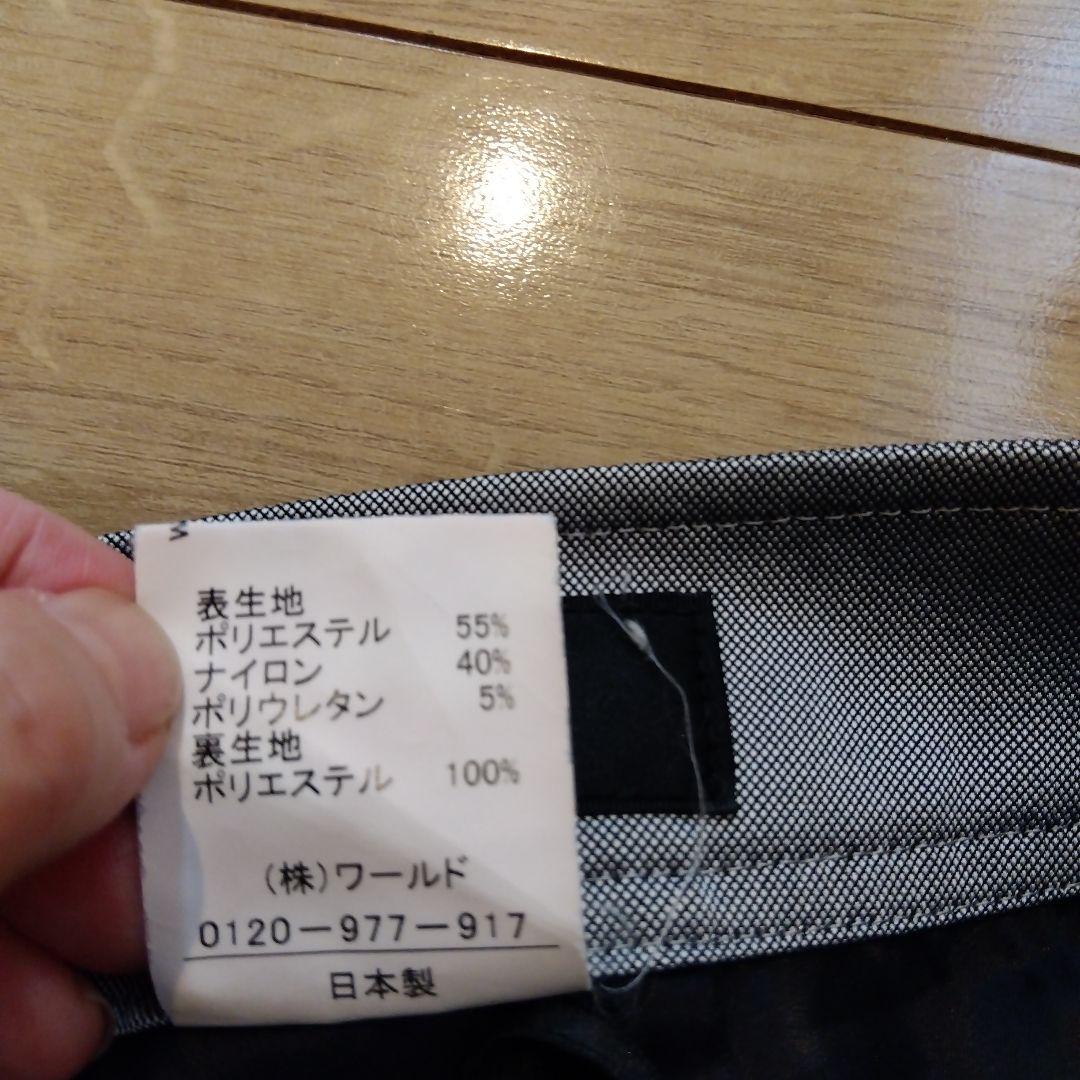 W
表生地
ポリエステル 55%
ナイロン 40%
ポリウレタン 5%
裏生地
ポリエステル 100%
(株)ワールド
0120-977-917
日本製